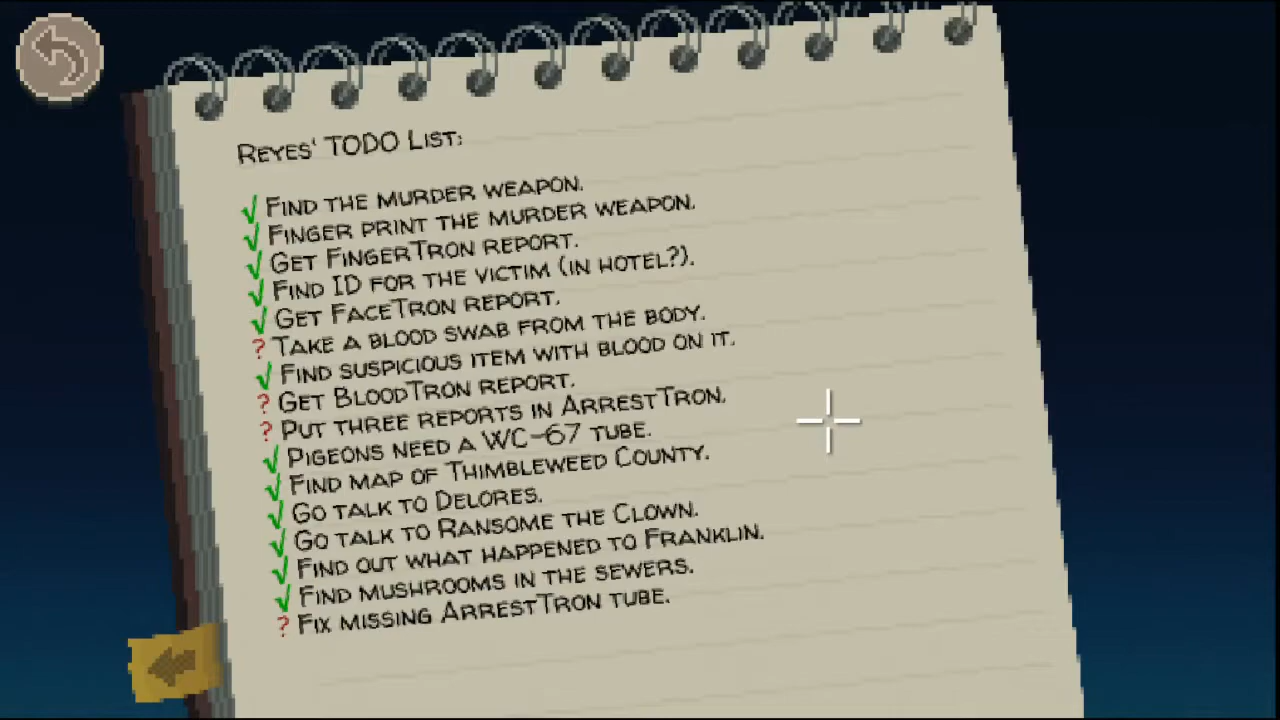 Reyes' TODO List:
√ Find the murder weapon.
√ Finger print the murder weapon.
√ Get FingerTron report.
√ Find ID for the victim (in hotel?).
√ Get FaceTron report.
? Take a blood swab from the body.
√ Find suspicious item with blood on it.
? Get BloodTron report.
? Put three reports in ArrestTron.
√ Pigeons need a WC-67 tube.
√ Find map of Thimbleweed County.
√ Go talk to Delores.
√ Go talk to Ransome the Clown.
√ Find out what happened to Franklin.
√ Find mushrooms in the sewers.
? Fix missing ArrestTron tube.